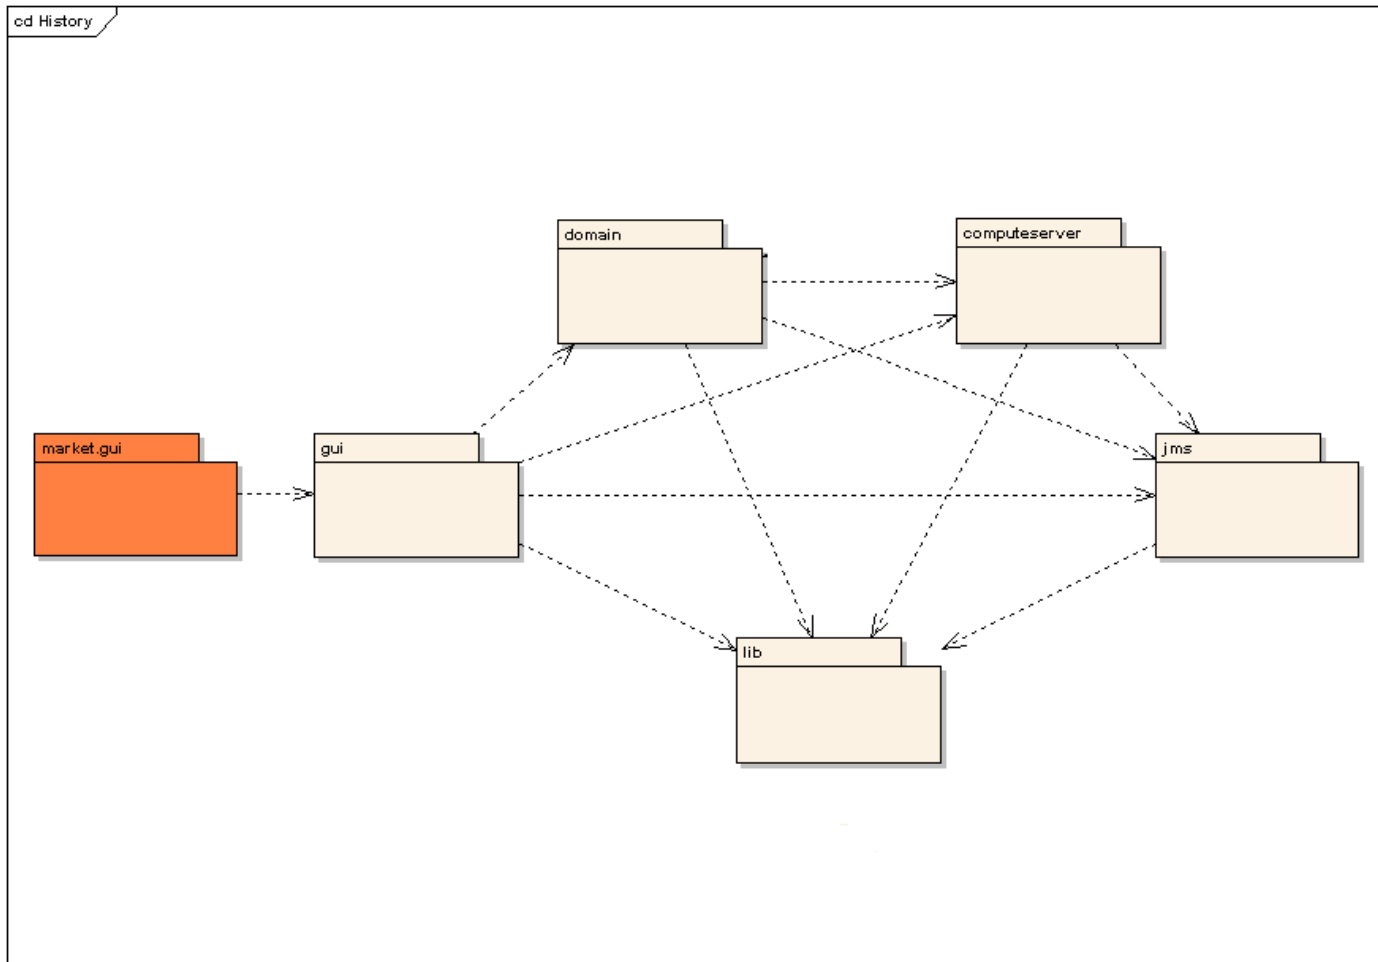 cd History
domain
computeserver
market.gui
gui
jms
lib